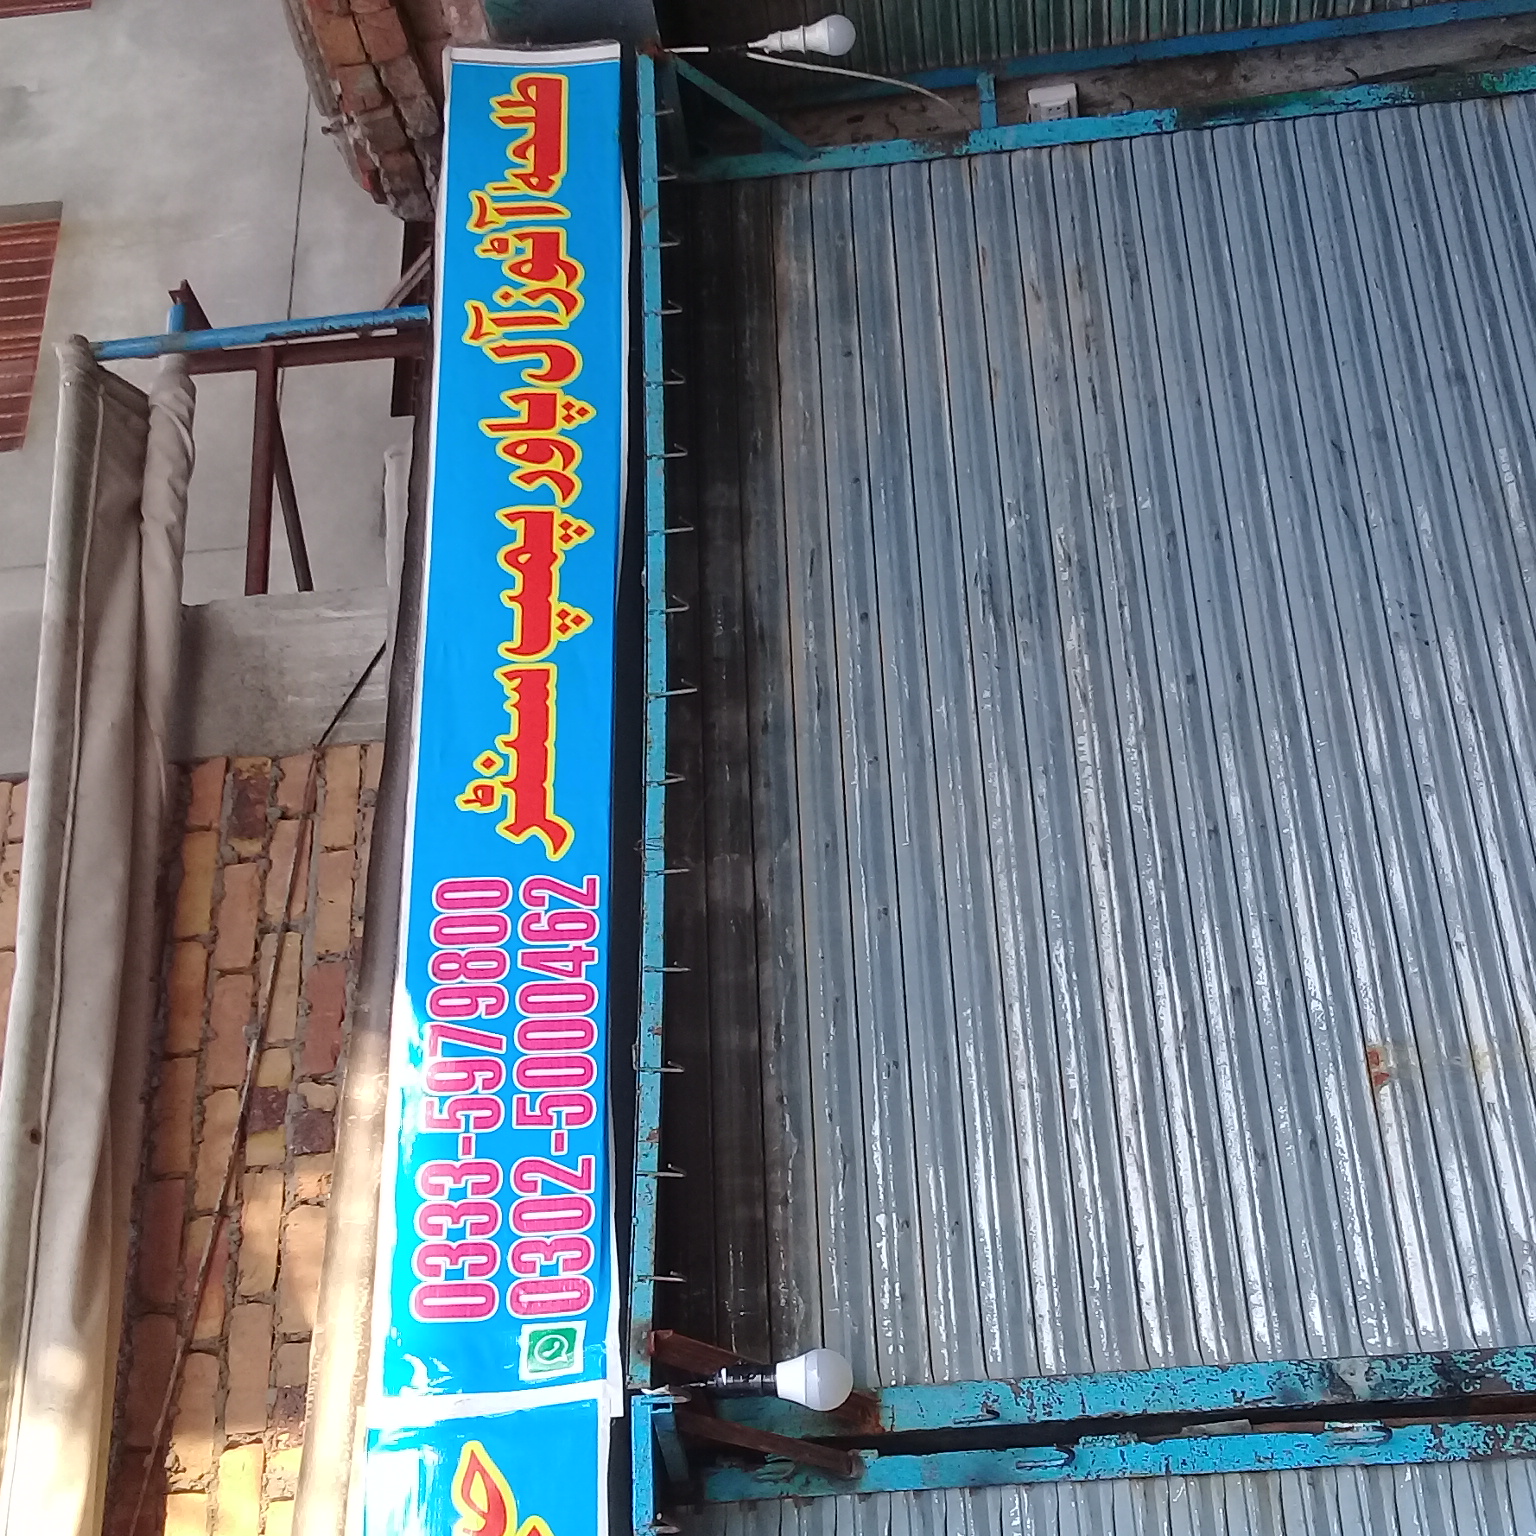 طلحہ آٹوز آل پاور پمپ سنٹر
0333-5979800
0302-5000462